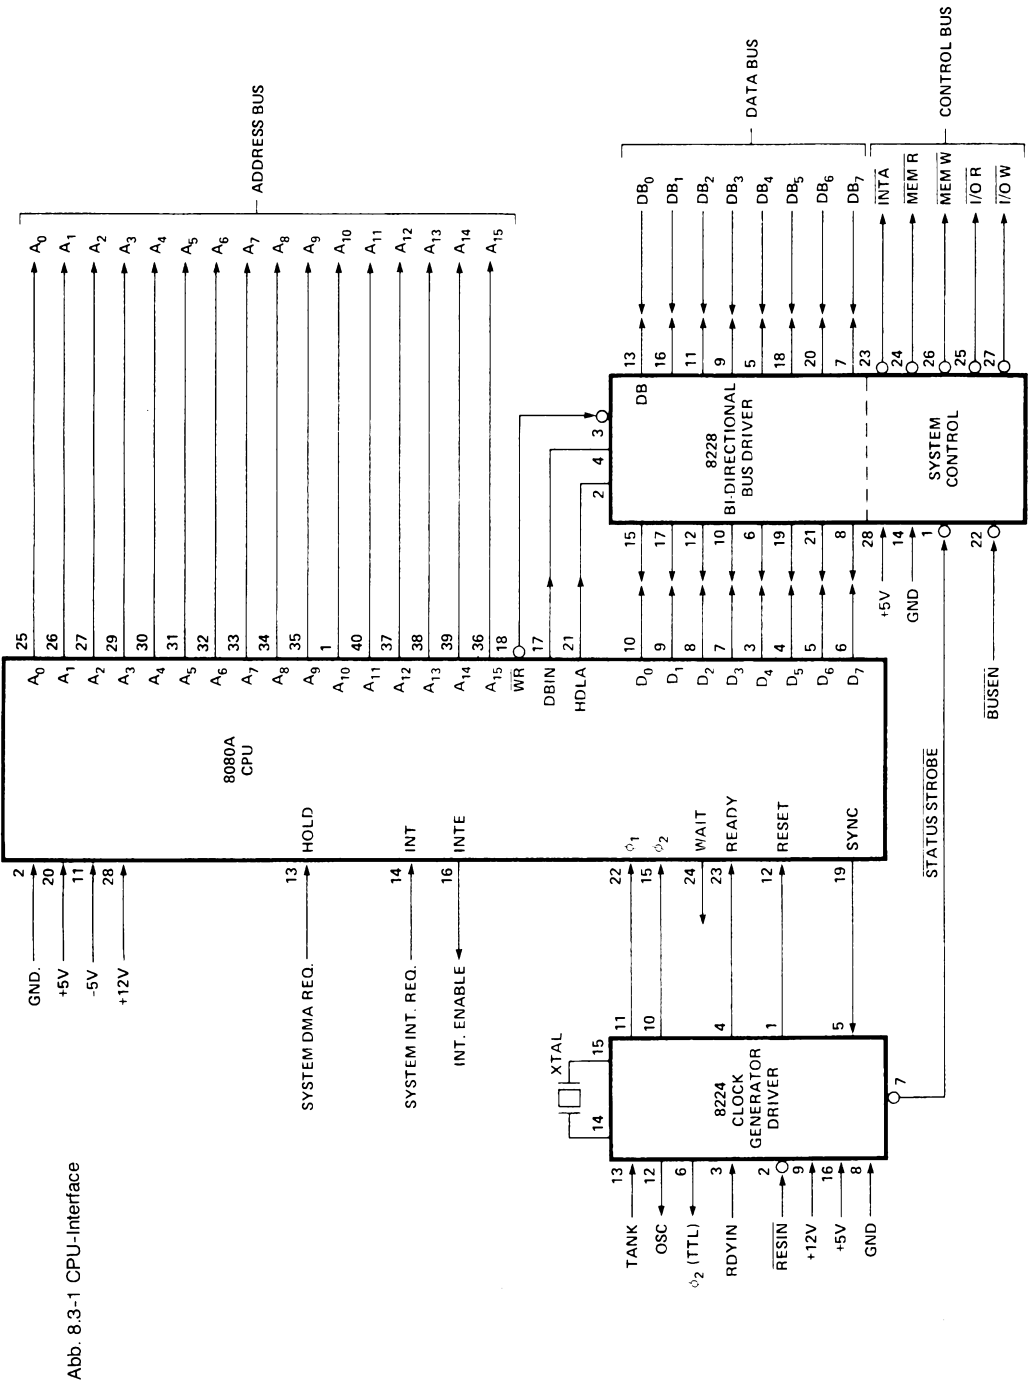 Abb. 8.3-1 CPU-Interface
GND. 2
+5V 20
-5V 11
+12V 28
SYSTEM DMA REQ. 13 HOLD
SYSTEM INT. REQ. 14 INT
INT. ENABLE 16 INTE
8080A
CPU
A0 25 A0
A1 26 A1
A2 27 A2
A3 29 A3
A4 30 A4
A5 31 A5
A6 32 A6
A7 33 A7
A8 34 A8
A9 35 A9
A10 1 A10
A11 40 A11
A12 37 A12
A13 38 A13
A14 39 A14
A15 36 A15
ADDRESS BUS
WR 18
DBIN 17
HDLA 21
3
4
2
XTAL
14
15
TANK 13
OSC 12
ϕ2 (TTL) 6
RDYIN 3
RESIN 2
+12V 9
+5V 16
GND 8
8224
CLOCK
GENERATOR
DRIVER
11 22 ϕ1
10 15 ϕ2
24 WAIT
4 23 READY
1 12 RESET
5 19 SYNC
7
STATUS STROBE
D0 10 15
D1 9 17
D2 8 12
D3 7 10
D4 3 6
D5 4 19
D6 5 21
D7 6 8
+5V 28
GND 14
1
BUSEN 22
DB
8228
BI-DIRECTIONAL
BUS DRIVER
SYSTEM
CONTROL
13 DB0
16 DB1
11 DB2
9 DB3
5 DB4
18 DB5
20 DB6
7 DB7
DATA BUS
23 INTA
24 MEM R
26 MEM W
25 I/O R
27 I/O W
CONTROL BUS